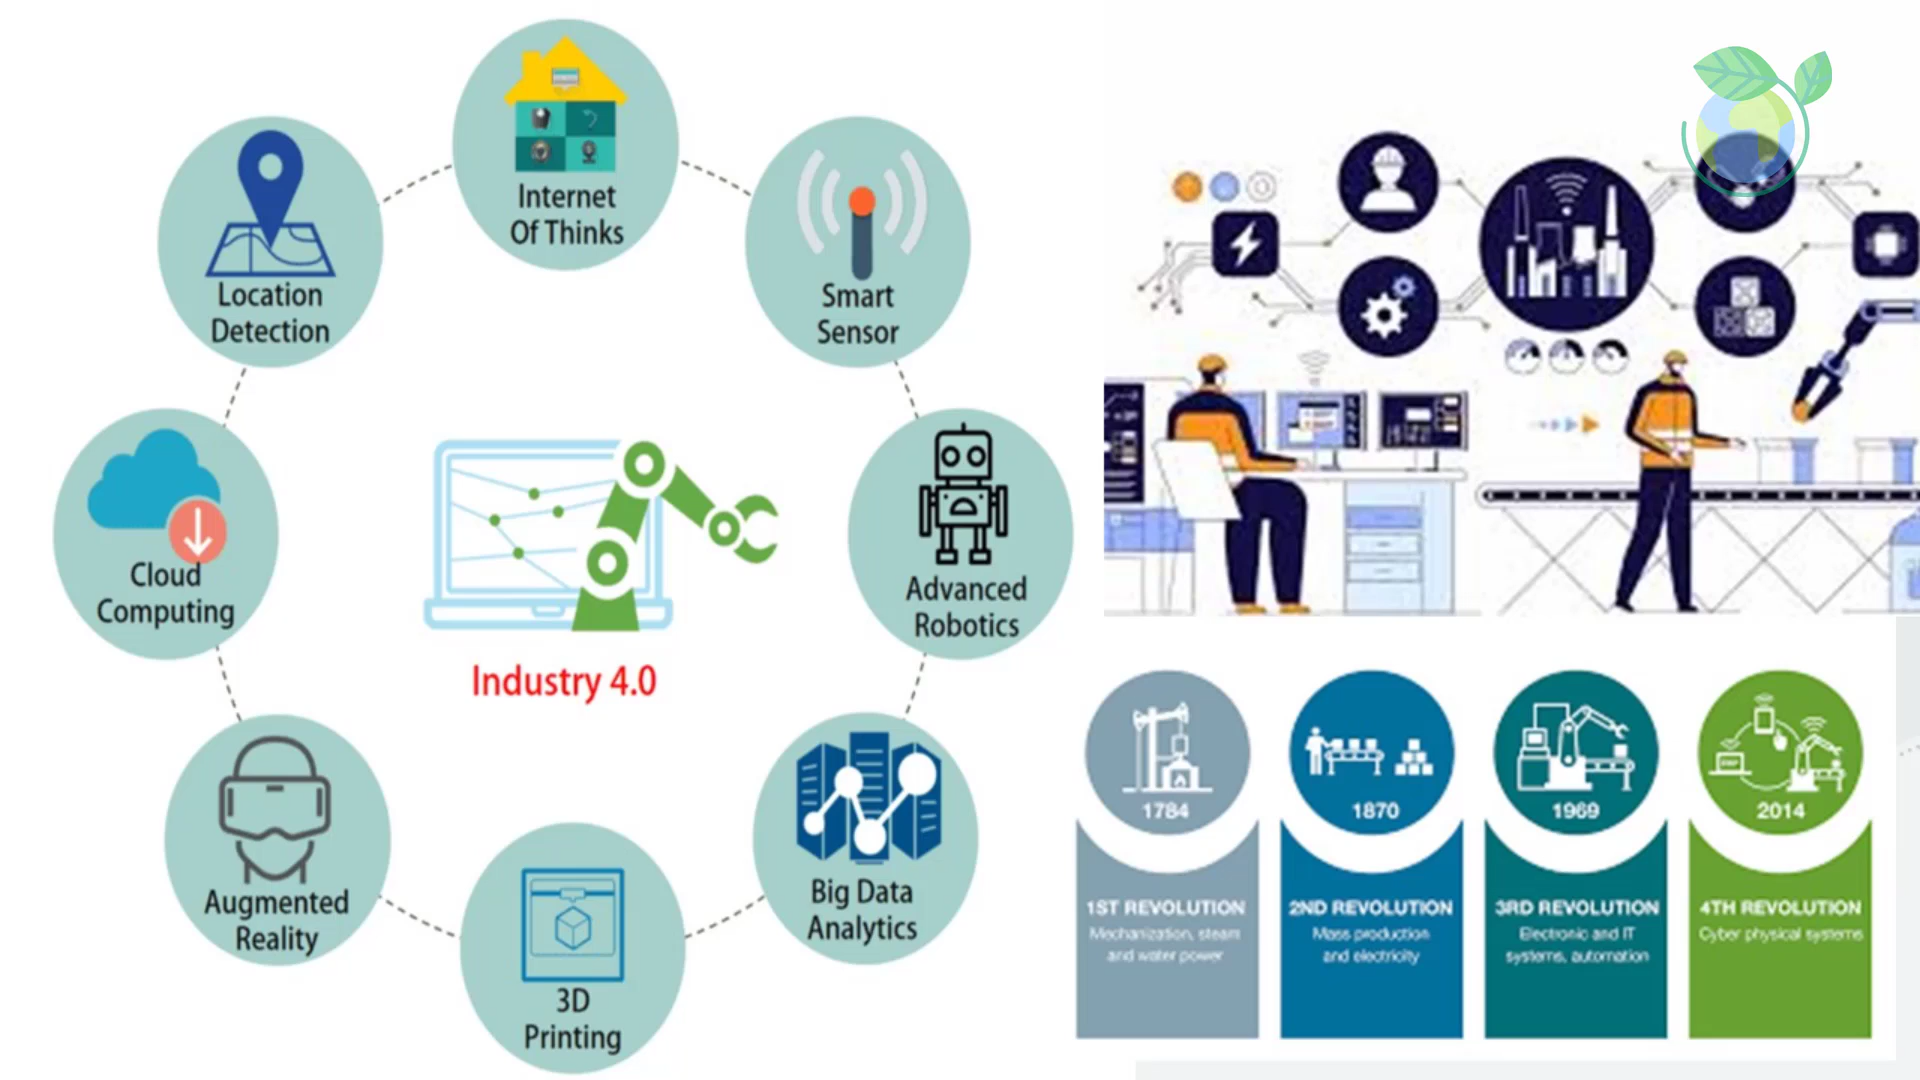 Internet
Of Thinks
Smart
Sensor
Advanced
Robotics
Big Data
Analytics
3D
Printing
Augmented
Reality
Cloud
Computing
Location
Detection
Industry 4.0
1784
1ST REVOLUTION
Mechanization, steam
and water power
1870
2ND REVOLUTION
Mass production
and electricity
1969
3RD REVOLUTION
Electronic and IT
systems, automation
2014
4TH REVOLUTION
Cyber physical systems